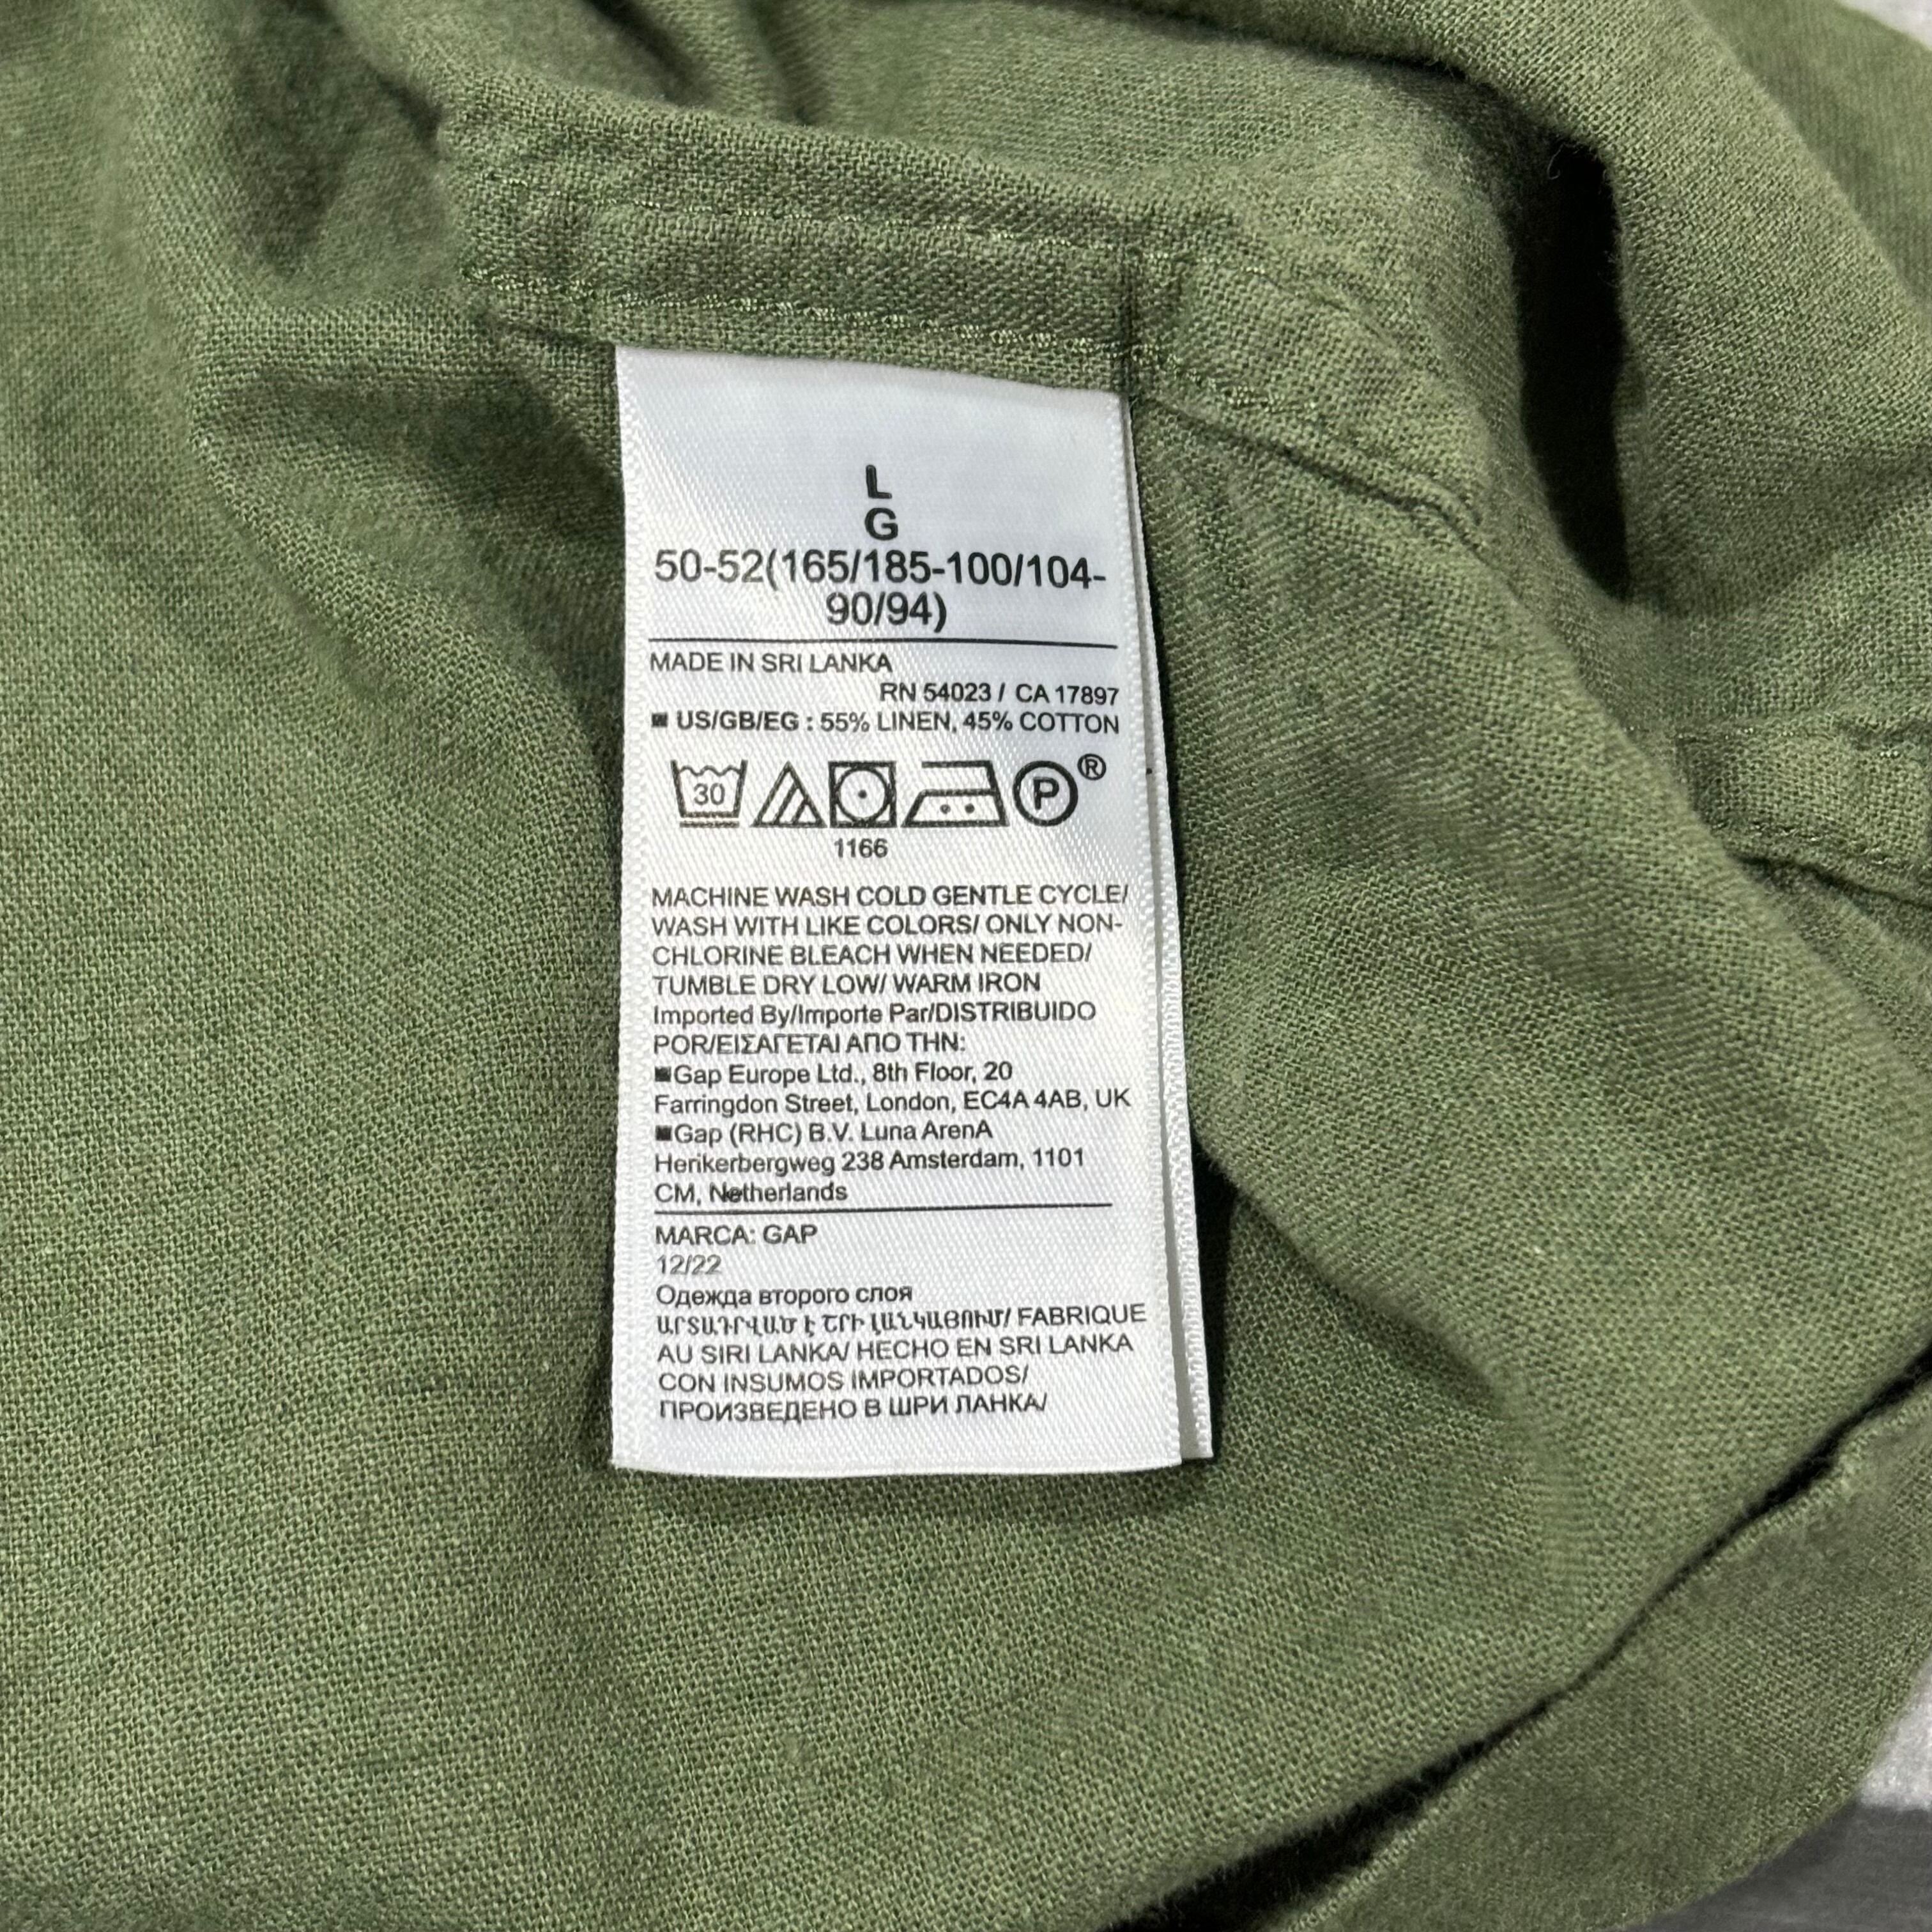 L
G
50-52(165/185-100/104-
90/94)
MADE IN SRI LANKA
RN 54023 / CA 17897
■ US/GB/EG : 55% LINEN, 45% COTTON
30 P ®
1166
MACHINE WASH COLD GENTLE CYCLE/
WASH WITH LIKE COLORS/ ONLY NON-
CHLORINE BLEACH WHEN NEEDED/
TUMBLE DRY LOW/ WARM IRON
Imported By/Importe Par/DISTRIBUIDO
POR/ΕΙΣΑΓΕΤΑΙ ΑΠΟ ΤΗΝ:
■Gap Europe Ltd., 8th Floor, 20
Farringdon Street, London, EC4A 4AB, UK
■Gap (RHC) B.V. Luna ArenA
Herikerbergweg 238 Amsterdam, 1101
CM, Netherlands
MARCA: GAP
12/22
Одежда второго слоя
ԱՐՏԱԴՐՎԱԾ Է ՇՐԻ ԼԱՆԿԱՅՈՒՄ/ FABRIQUE
AU SIRI LANKA/ HECHO EN SRI LANKA
CON INSUMOS IMPORTADOS/
ПРОИЗВЕДЕНО В ШРИ ЛАНКА/